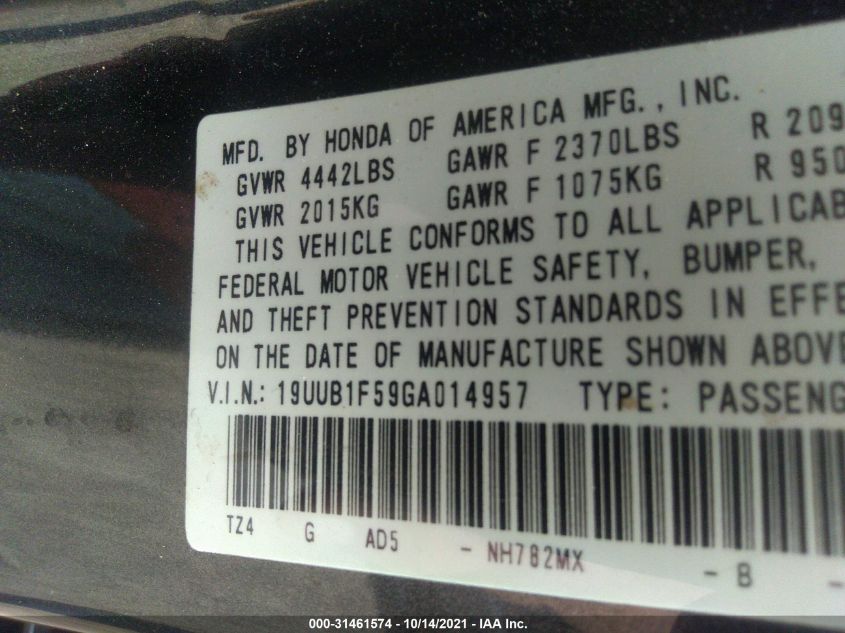 MFD. BY HONDA OF AMERICA MFG., INC.
GVWR 4442LBS GAWR F 2370LBS R 209
GVWR 2015KG GAWR F 1075KG R 950
THIS VEHICLE CONFORMS TO ALL APPLICAB
FEDERAL MOTOR VEHICLE SAFETY, BUMPER,
AND THEFT PREVENTION STANDARDS IN EFFE
ON THE DATE OF MANUFACTURE SHOWN ABOVE
V.I.N.: 19UUB1F59GA014957 TYPE: PASSENG
TZ4 G AD5 - NH782MX - B -
000-31461574 - 10/14/2021 - IAA Inc.